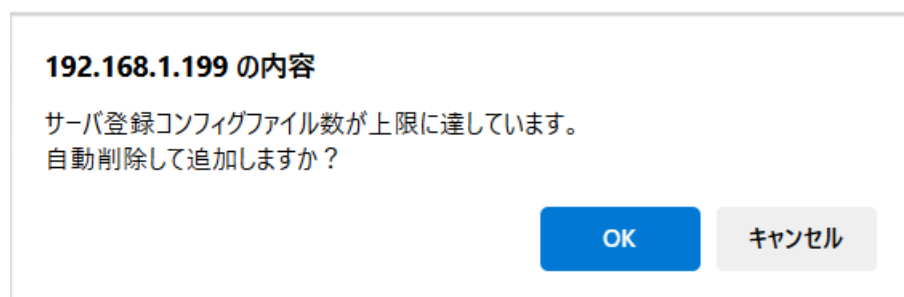 192.168.1.199 の内容
サーバ登録コンフィグファイル数が上限に達しています。
自動削除して追加しますか？
OK
キャンセル